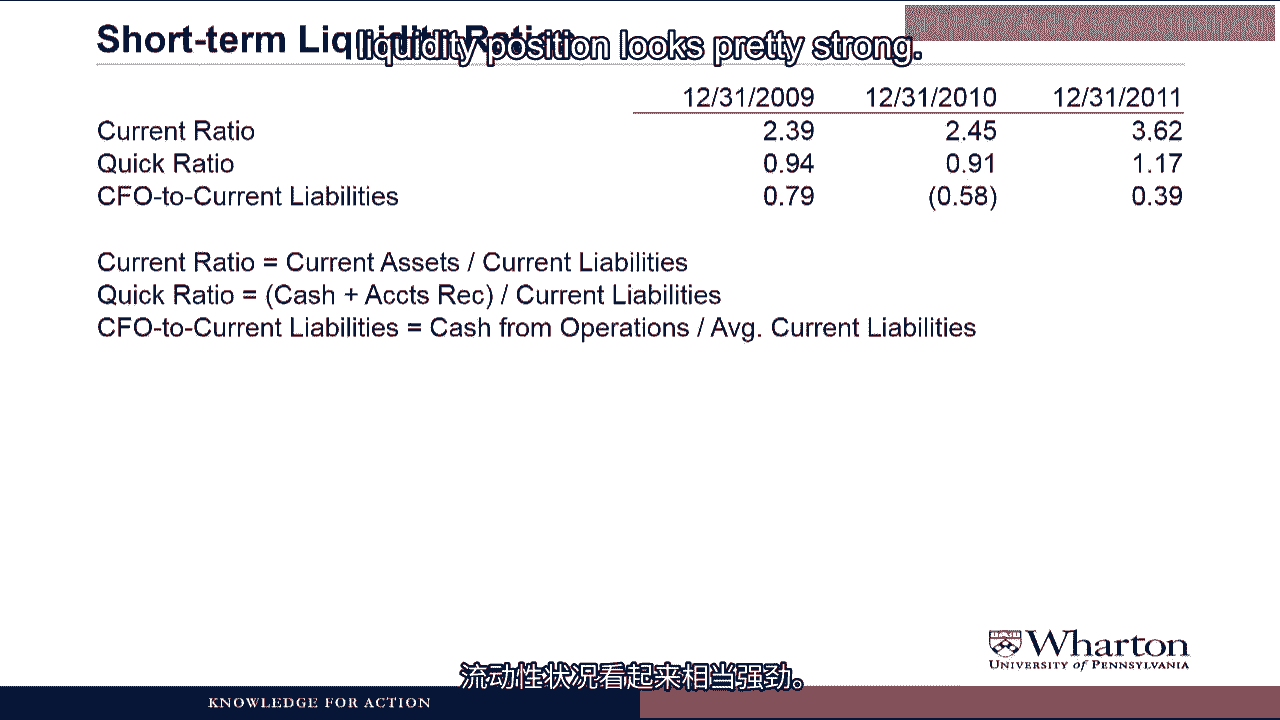 Short-term Liquidity Ratios
liquidity position looks pretty strong.
12/31/2009 12/31/2010 12/31/2011
Current Ratio 2.39 2.45 3.62
Quick Ratio 0.94 0.91 1.17
CFO-to-Current Liabilities 0.79 (0.58) 0.39
Current Ratio = Current Assets / Current Liabilities
Quick Ratio = (Cash + Accts Rec) / Current Liabilities
CFO-to-Current Liabilities = Cash from Operations / Avg. Current Liabilities
Wharton
UNIVERSITY of PENNSYLVANIA
流动性状况看起来相当强劲。
KNOWLEDGE FOR ACTION